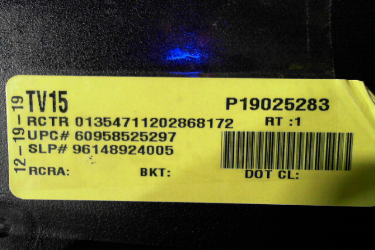 12-19-19
TV15 P19025283
RCTR 01354711202868172 RT :1
UPC# 60958525297
SLP# 96148924005
RCRA: BKT: DOT CL: